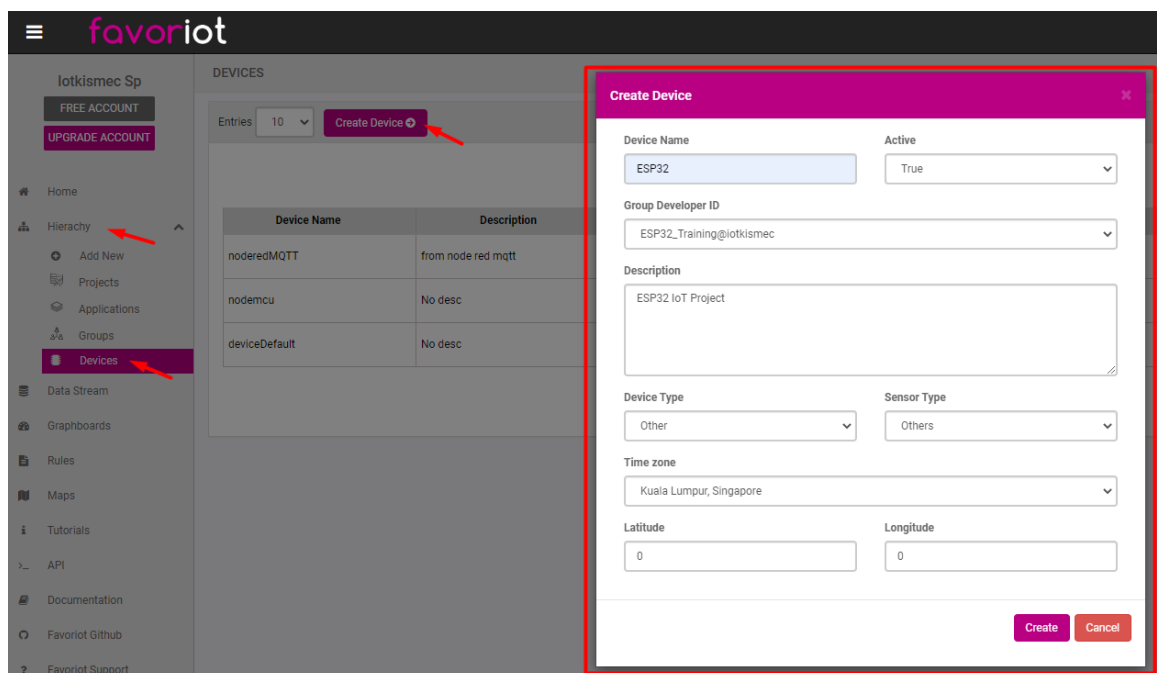 favoriot
Iotkismec Sp
FREE ACCOUNT
UPGRADE ACCOUNT
Home
Hierachy
Add New
Projects
Applications
Groups
Devices
Data Stream
Graphboards
Rules
Maps
Tutorials
API
Documentation
Favoriot Github
Favoriot Support
DEVICES
Entries 10 Create Device
Device Name Description
noderedMQTT from node red mqtt
nodemcu No desc
deviceDefault No desc
Create Device
Device Name Active
ESP32 True
Group Developer ID
ESP32_Training@iotkismec
Description
ESP32 IoT Project
Device Type Sensor Type
Other Others
Time zone
Kuala Lumpur, Singapore
Latitude Longitude
0 0
Create Cancel